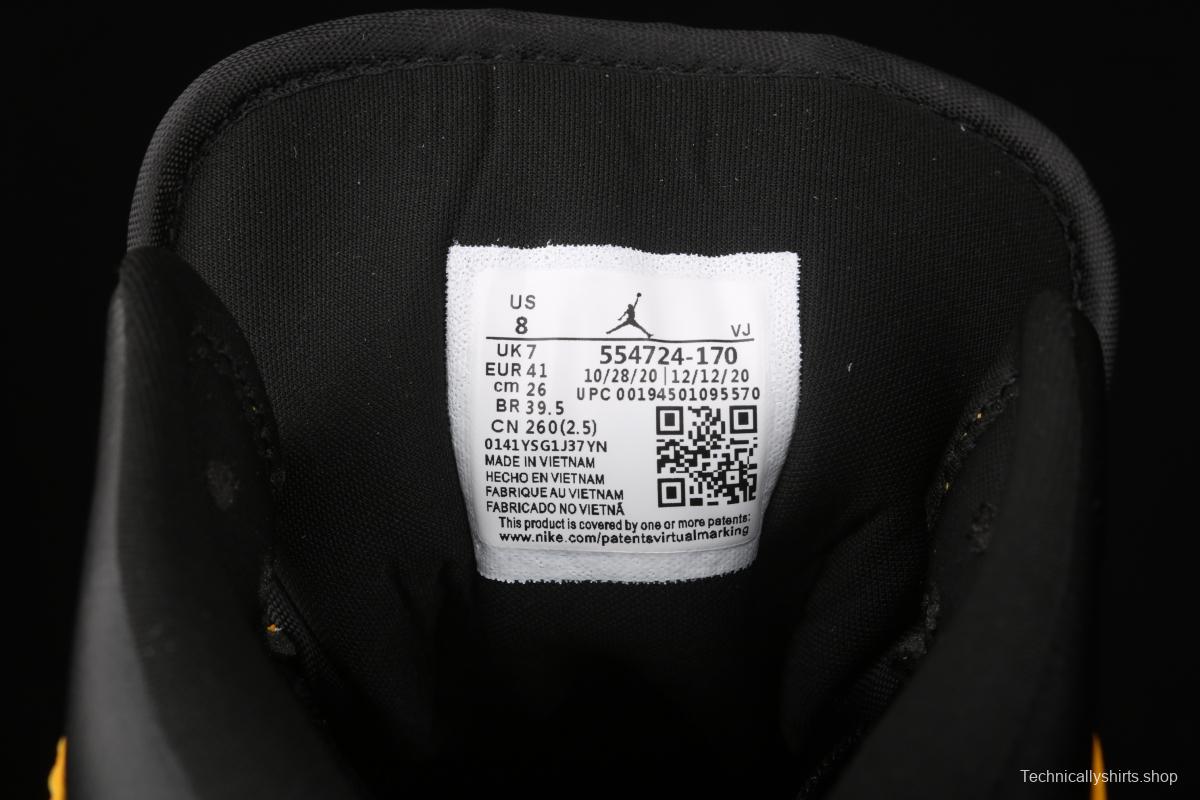 US
8
VJ
UK 7
554724-170
EUR 41
10/28/20 | 12/12/20
cm 26
UPC 00194501095570
BR 39.5
CN 260(2.5)
0141YSG1J37YN
MADE IN VIETNAM
HECHO EN VIETNAM
FABRIQUE AU VIETNAM
FABRICADO NO VIETNÃ
This product is covered by one or more patents:
www.nike.com/patentsvirtualmarking
Technicallyshirts.shop